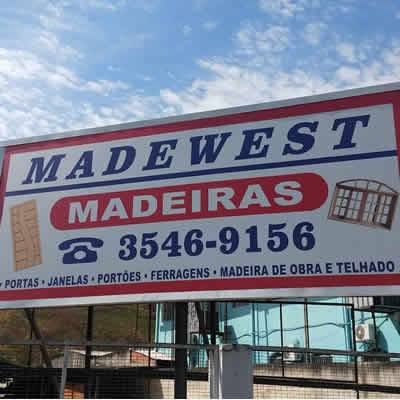 MADEWEST
MADEIRAS
3546-9156
• PORTAS • JANELAS • PORTÕES • FERRAGENS • MADEIRA DE OBRA E TELHADO